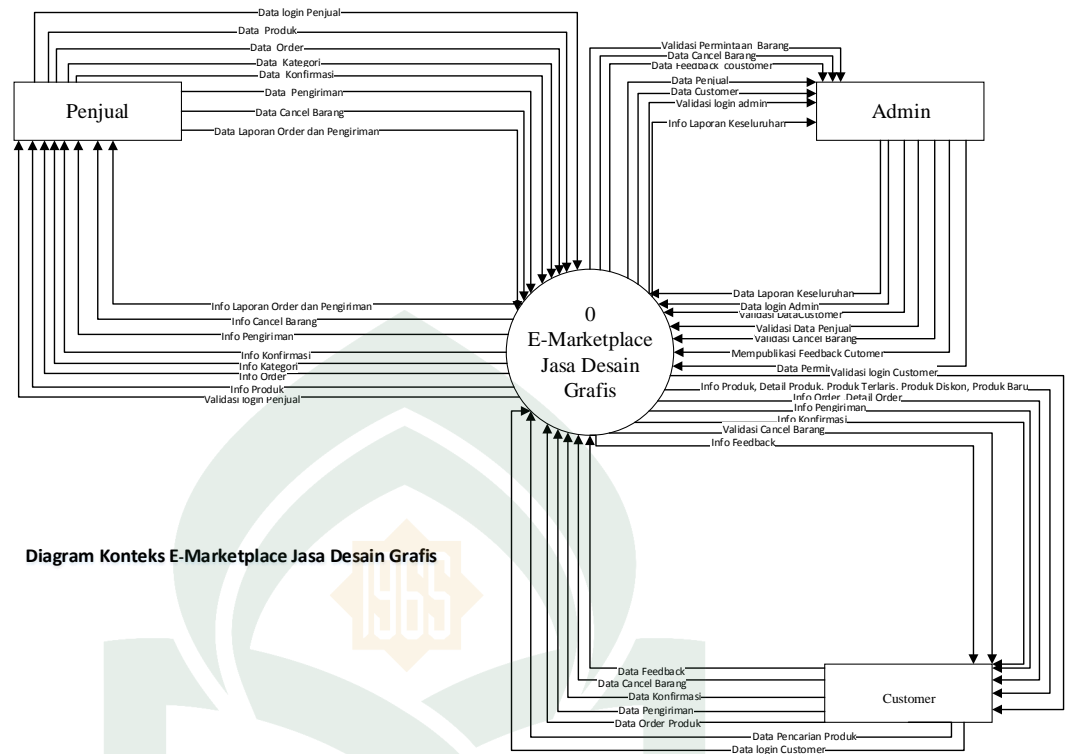 Data login Penjual
Data Produk
Data Order
Data Kategori
Data Konfirmasi
Data Pengiriman
Data Cancel Barang
Data Laporan Order dan Pengiriman
Penjual
Validasi Permintaan Barang
Data Cancel Barang
Data Feedback coustomer
Data Penjual
Data Customer
Validasi login admin
Info Laporan Keseluruhan
Admin
Info Laporan Order dan Pengiriman
Info Cancel Barang
Info Pengiriman
Info Konfirmasi
Info Kategori
Info Order
Info Produk
Validasi login Penjual
0
E-Marketplace
Jasa Desain
Grafis
Data Laporan Keseluruhan
Data login Admin
Validasi DataCustomer
Validasi Data Penjual
Validasi Cancel Barang
Mempublikasi Feedback Cutomer
Data Permi
Validasi login Customer
Info Produk, Detail Produk. Produk Terlaris. Produk Diskon, Produk Baru
Info Order, Detail Order
Info Pengiriman
Info Konfirmasi
Validasi Cancel Barang
Info Feedback
Diagram Konteks E-Marketplace Jasa Desain Grafis
1965
Data Feedback
Data Cancel Barang
Data Konfirmasi
Data Pengiriman
Data Order Produk
Data Pencarian Produk
Data login Customer
Customer